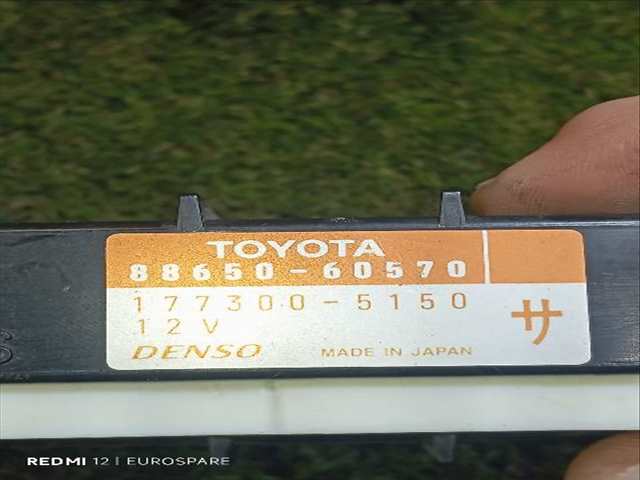 TOYOTA
88650-60570
177300-5150
12V
サ
DENSO MADE IN JAPAN
REDMI 12 | EUROSPARE